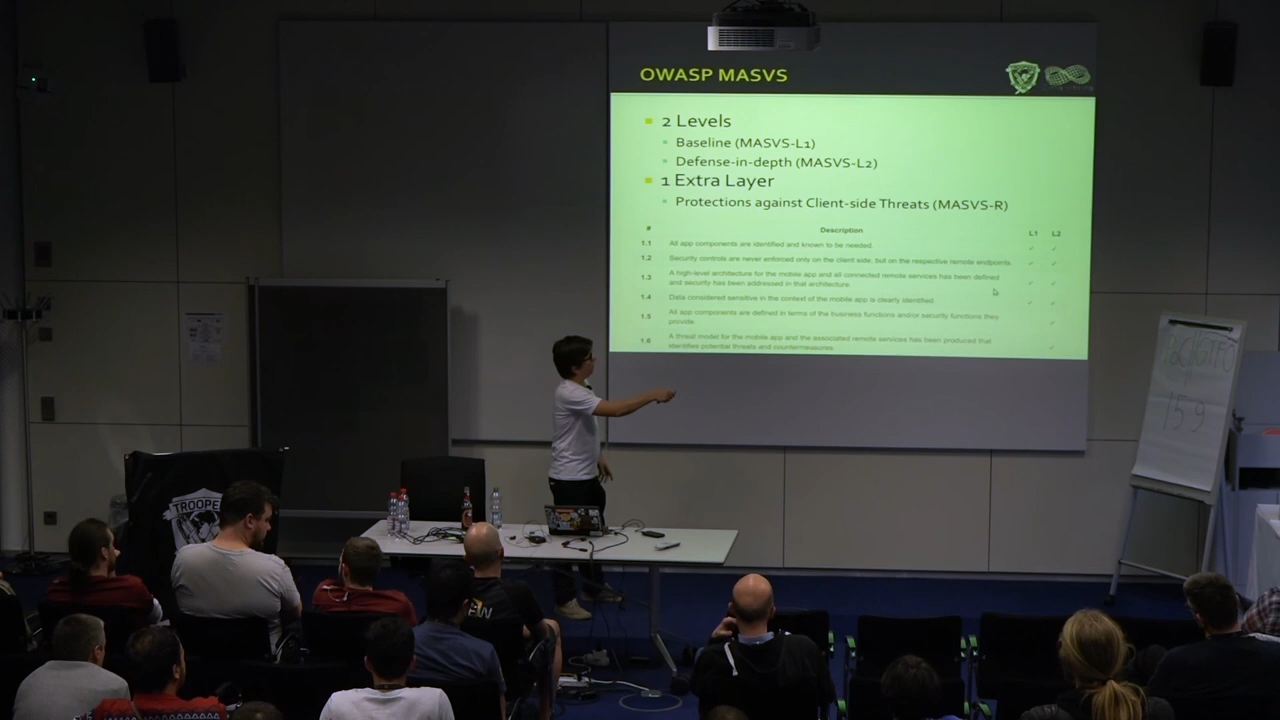 OWASP MASVS
2 Levels
Baseline (MASVS-L1)
Defense-in-depth (MASVS-L2)
1 Extra Layer
Protections against Client-side Threats (MASVS-R)
# Description L1 L2
1.1 All app components are identified and known to be needed.
1.2 Security controls are never enforced only on the client side, but on the respective remote endpoints.
1.3 A high-level architecture for the mobile app and all connected remote services has been defined
and security has been addressed in that architecture.
1.4 Data considered sensitive in the context of the mobile app is clearly identified.
1.5 All app components are defined in terms of the business functions and/or security functions they
provide.
1.6 A threat model for the mobile app and the associated remote services has been produced that
identifies potential threats and countermeasures.
TROOPE